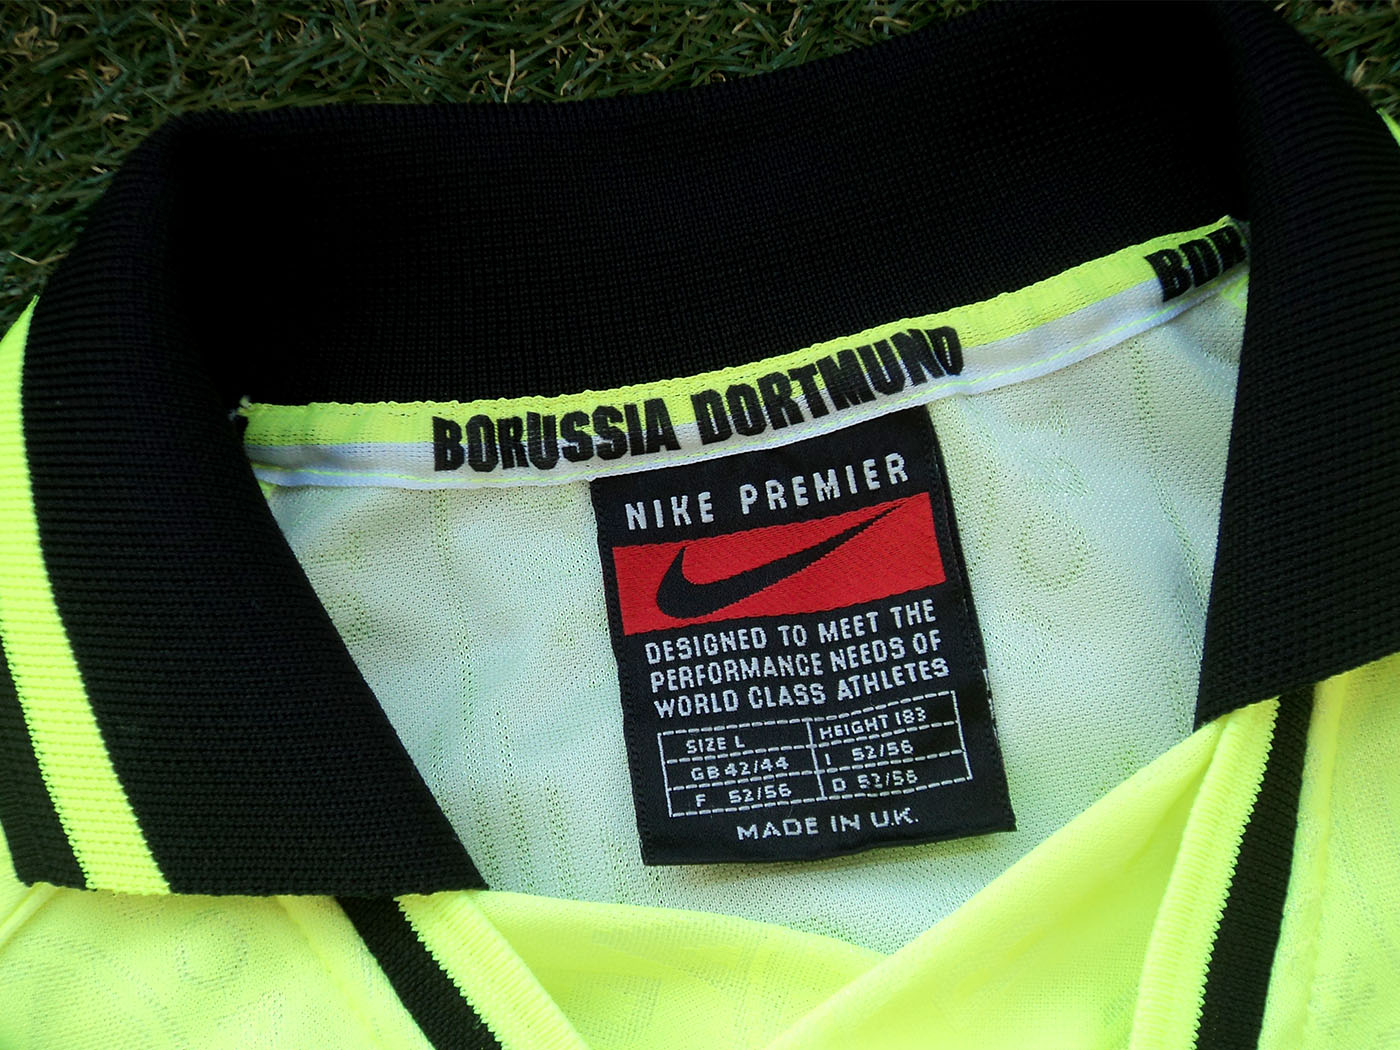 BOR
BORUSSIA DORTMUND
NIKE PREMIER
DESIGNED TO MEET THE
PERFORMANCE NEEDS OF
WORLD CLASS ATHLETES
SIZE L HEIGHT 183
GB 42/44 I 52/56
F 52/56 D 52/56
MADE IN U.K.